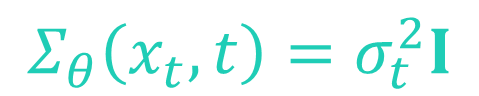 Σ_θ(x_t, t) = σ_t^2 I